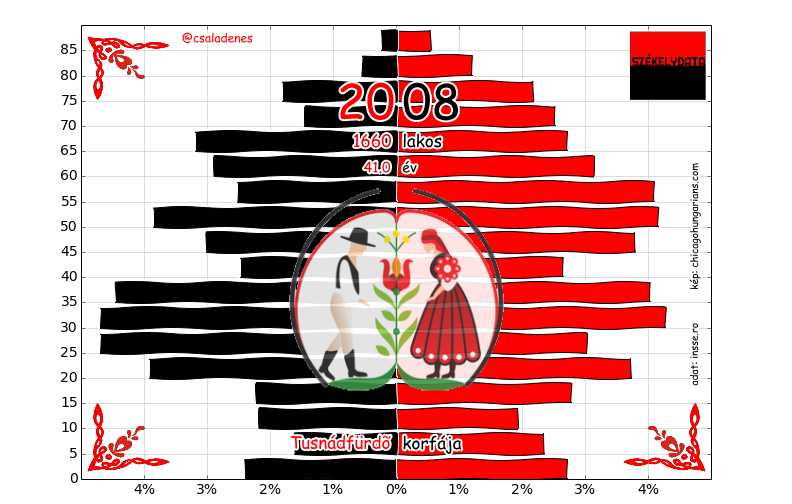 @csaladenes
SZÉKELYDATA
2008
1660 lakos
41.0 év
Tusnádfürdő korfája
kép: chicagohungarians.com
adat: insse.ro
85
80
75
70
65
60
55
50
45
40
35
30
25
20
15
10
5
0
4% 3% 2% 1% 0% 1% 2% 3% 4%